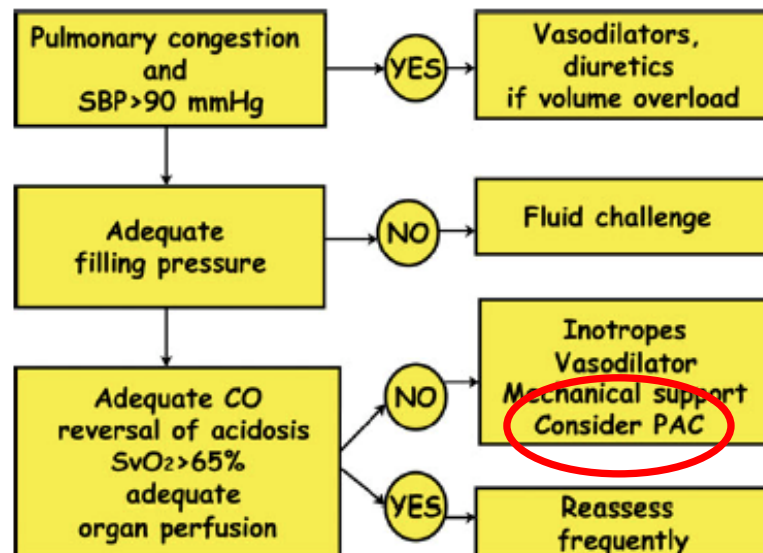 Pulmonary congestion
and
SBP>90 mmHg
YES
Vasodilators,
diuretics
if volume overload
Adequate
filling pressure
NO
Fluid challenge
Adequate CO
reversal of acidosis
SvO₂>65%
adequate
organ perfusion
NO
Inotropes
Vasodilator
Mechanical support
Consider PAC
YES
Reassess
frequently